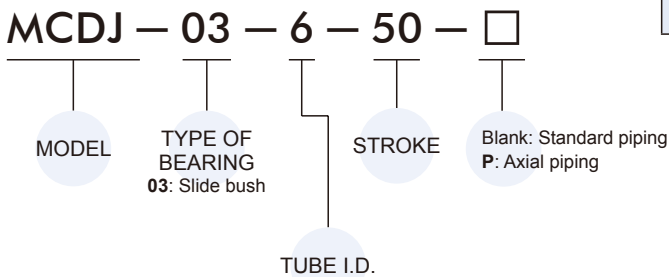 MCDJ — 03 — 6 — 50 — □
MODEL
TYPE OF
BEARING
03: Slide bush
STROKE
Blank: Standard piping
P: Axial piping
TUBE I.D.